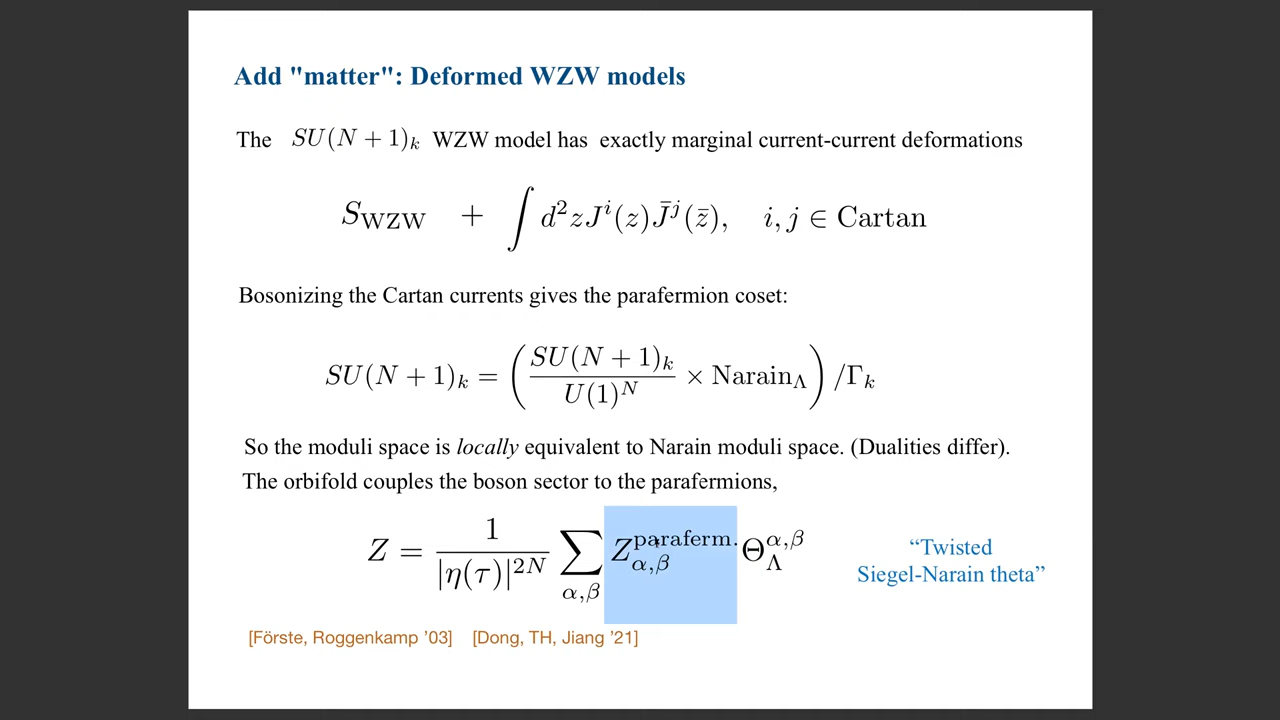 Add "matter": Deformed WZW models
The SU(N + 1)_k WZW model has exactly marginal current-current deformations
S_WZW + ∫ d²z J^i(z) J̄^j(z̄), i, j ∈ Cartan
Bosonizing the Cartan currents gives the parafermion coset:
SU(N + 1)_k = ( SU(N + 1)_k / U(1)^N × Narain_Λ ) /Γ_k
So the moduli space is locally equivalent to Narain moduli space. (Dualities differ).
The orbifold couples the boson sector to the parafermions,
Z = 1 / |η(τ)|^{2N} ∑_{α,β} Z^{paraferm.}_{α,β} Θ^{α,β}_Λ
“Twisted
Siegel-Narain theta”
[Förste, Roggenkamp ’03] [Dong, TH, Jiang ’21]